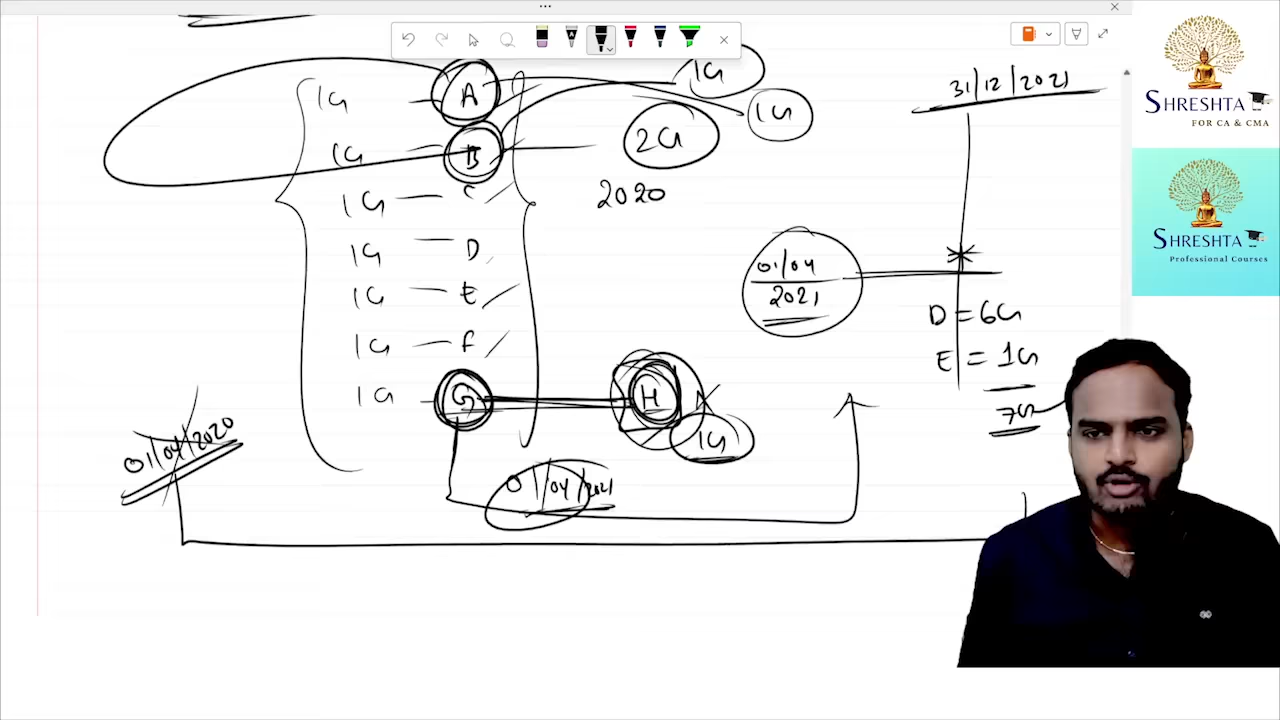 1G A 1G
1G
1G B 2G
1G — C 2020
1G — D
1G — E
1G — F
1G G H
1G
01/04/2020
01/04/2021
31/12/2021
01/04
2021
D = 6G
E = 1G
7G
SHRESHTA
FOR CA & CMA
SHRESHTA
Professional Courses